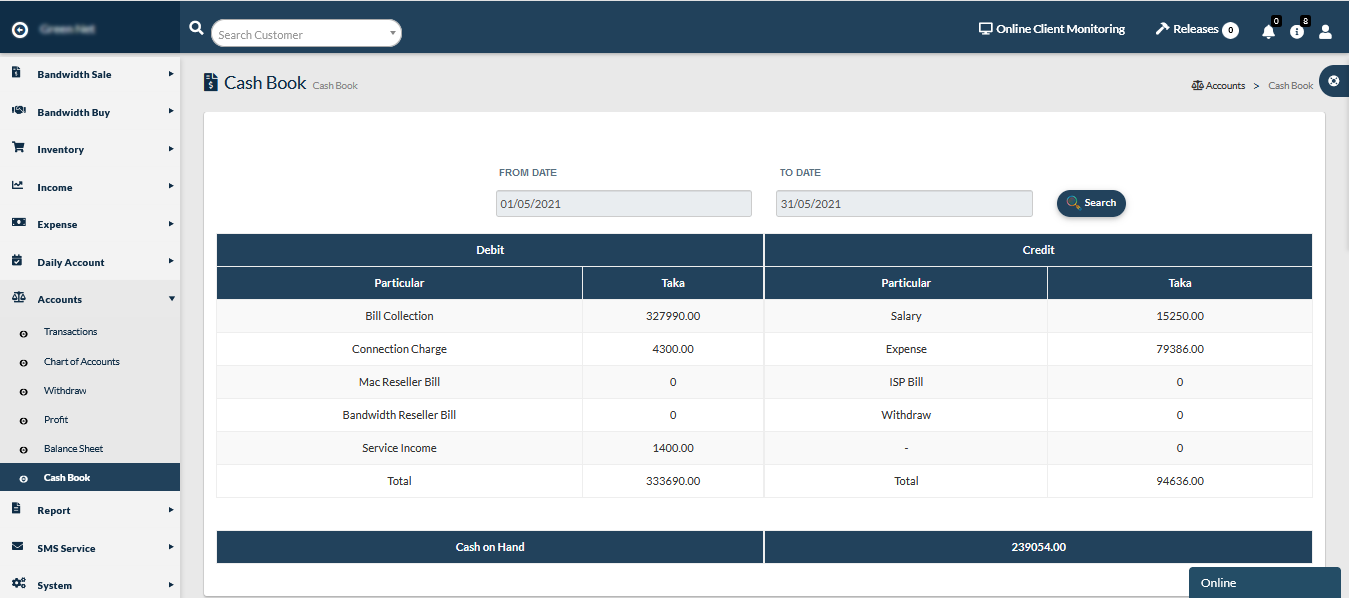 Search Customer
Online Client Monitoring
Releases 0
0
8
Bandwidth Sale
Bandwidth Buy
Inventory
Income
Expense
Daily Account
Accounts
Transactions
Chart of Accounts
Withdraw
Profit
Balance Sheet
Cash Book
Report
SMS Service
System
Cash Book Cash Book
Accounts > Cash Book
FROM DATE TO DATE
01/05/2021 31/05/2021 Search
Debit Credit
Particular Taka Particular Taka
Bill Collection 327990.00 Salary 15250.00
Connection Charge 4300.00 Expense 79386.00
Mac Reseller Bill 0 ISP Bill 0
Bandwidth Reseller Bill 0 Withdraw 0
Service Income 1400.00 - 0
Total 333690.00 Total 94636.00
Cash on Hand 239054.00
Online